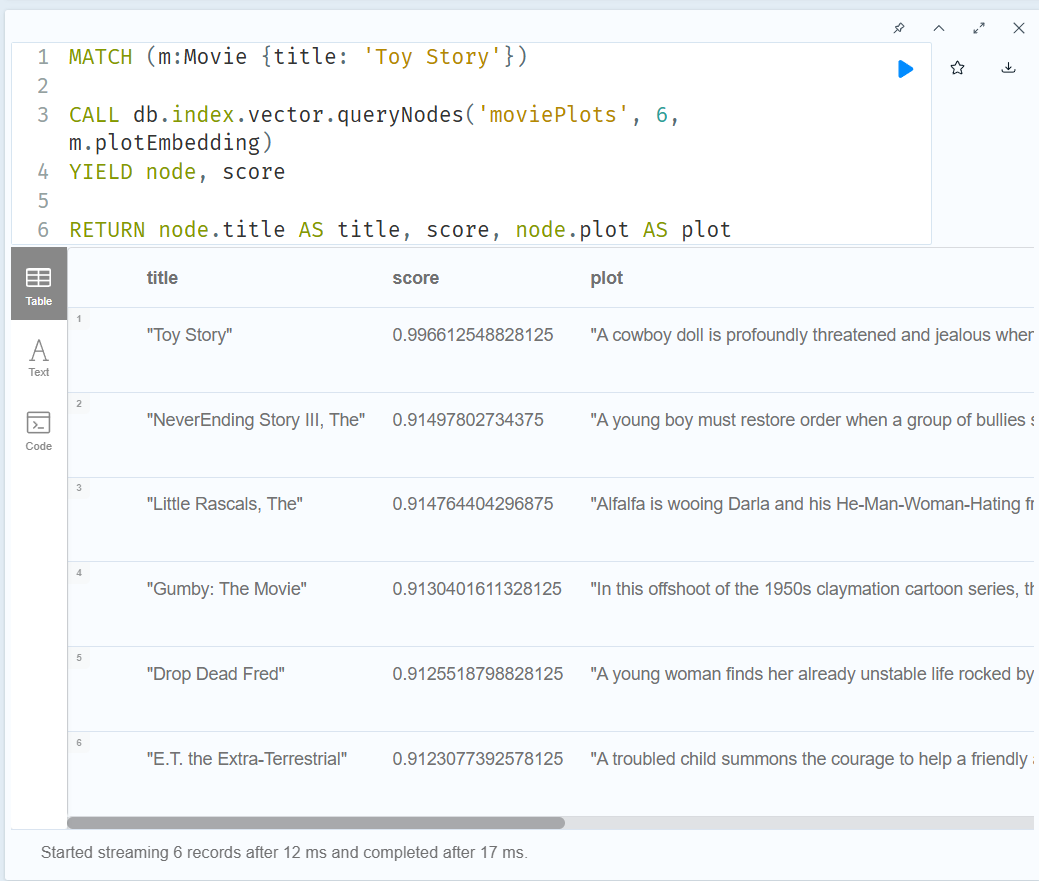 1 MATCH (m:Movie {title: 'Toy Story'})
2
3 CALL db.index.vector.queryNodes('moviePlots', 6,
m.plotEmbedding)
4 YIELD node, score
5
6 RETURN node.title AS title, score, node.plot AS plot
Table
Text
Code
title score plot
1 "Toy Story" 0.996612548828125 "A cowboy doll is profoundly threatened and jealous when
2 "NeverEnding Story III, The" 0.91497802734375 "A young boy must restore order when a group of bullies s
3 "Little Rascals, The" 0.914764404296875 "Alfalfa is wooing Darla and his He-Man-Woman-Hating fr
4 "Gumby: The Movie" 0.9130401611328125 "In this offshoot of the 1950s claymation cartoon series, th
5 "Drop Dead Fred" 0.9125518798828125 "A young woman finds her already unstable life rocked by
6 "E.T. the Extra-Terrestrial" 0.9123077392578125 "A troubled child summons the courage to help a friendly
Started streaming 6 records after 12 ms and completed after 17 ms.